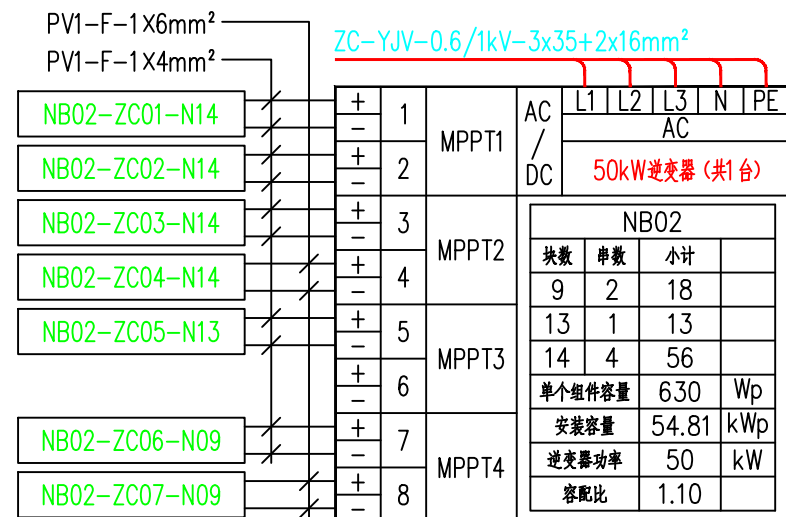 PV1-F-1X6mm²
PV1-F-1X4mm²
ZC-YJV-0.6/1kV-3x35+2x16mm²
NB02-ZC01-N14
NB02-ZC02-N14
NB02-ZC03-N14
NB02-ZC04-N14
NB02-ZC05-N13
NB02-ZC06-N09
NB02-ZC07-N09
+ 1
-
+ 2
-
MPPT1
+ 3
-
+ 4
-
MPPT2
+ 5
-
+ 6
-
MPPT3
+ 7
-
+ 8
-
MPPT4
AC
/
DC
L1 L2 L3 N PE
AC
50kW逆变器（共1台）
NB02
块数 串数 小计
9 2 18
13 1 13
14 4 56
单个组件容量 630 Wp
安装容量 54.81 kWp
逆变器功率 50 kW
容配比 1.10